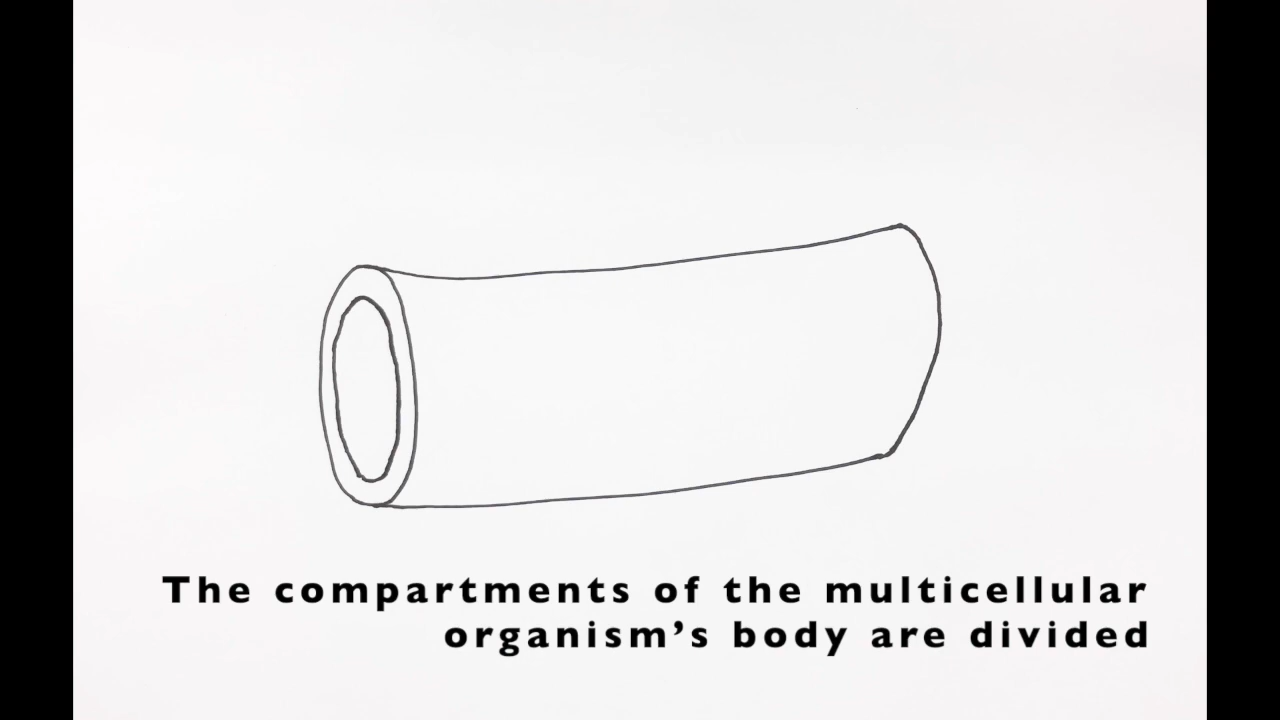 The compartments of the multicellular
organism’s body are divided